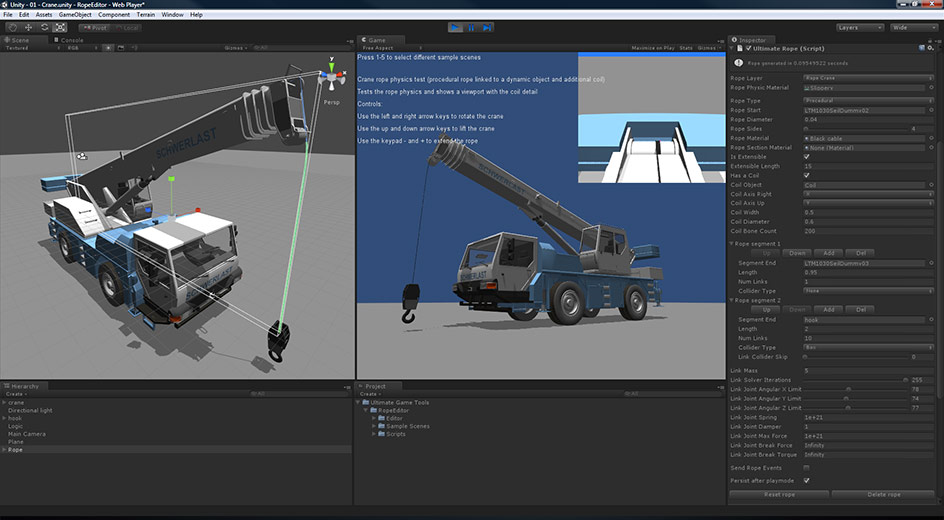 Unity - 01 - Crane.unity - RopeEditor - Web Player*
File Edit Assets GameObject Component Terrain Window Help
Pivot Local
Layers Wide
Scene Console
Textured RGB Gizmos All
y
x
Persp
SCHWERLAST
SCHWERLAST
Game
Free Aspect Maximize on Play Stats Gizmos
Press 1-5 to select different sample scenes
Crane rope physics test (procedural rope linked to a dynamic object and additional coil)
Tests the rope physics and shows a viewport with the coil detail
Controls:
Use the left and right arrow keys to rotate the crane
Use the up and down arrow keys to lift the crane
Use the keypad - and + to extend the rope
SCHWERLAST
SCHWERLAST
Hierarchy
Create All
crane
Directional light
hook
Logic
Main Camera
Plane
Rope
Project
Create All
Ultimate Game Tools
RopeEditor
Editor
Sample Scenes
Scripts
Inspector
Ultimate Rope (Script)
Rope generated in 0.09549522 seconds
Rope Layer Rope Crane
Rope Physic Material Slippery
Rope Type Procedural
Rope Start LTM1030SeilDummy02
Rope Diameter 0.04
Rope Sides 4
Rope Material Black cable
Rope Section Material None (Material)
Is Extensible
Extensible Length 15
Has a Coil
Coil Object Coil
Coil Axis Right
Coil Axis Up
Coil Width 0.5
Coil Diameter 0.6
Coil Bone Count 200
Rope segment 1
Up Down Add Del
Segment End LTM1030SeilDummy03
Length 0.95
Num Links 1
Collider Type None
Rope segment 2
Up Down Add Del
Segment End hook
Length 2
Num Links 10
Collider Type Box
Link Collider Skip 0
Link Mass 5
Link Solver Iterations 255
Link Joint Angular X Limit 78
Link Joint Angular Y Limit 74
Link Joint Angular Z Limit 77
Link Joint Spring 1e+21
Link Joint Damper 1
Link Joint Max Force 1e+21
Link Joint Break Force Infinity
Link Joint Break Torque Infinity
Send Rope Events
Persist after playmode
Reset rope Delete rope